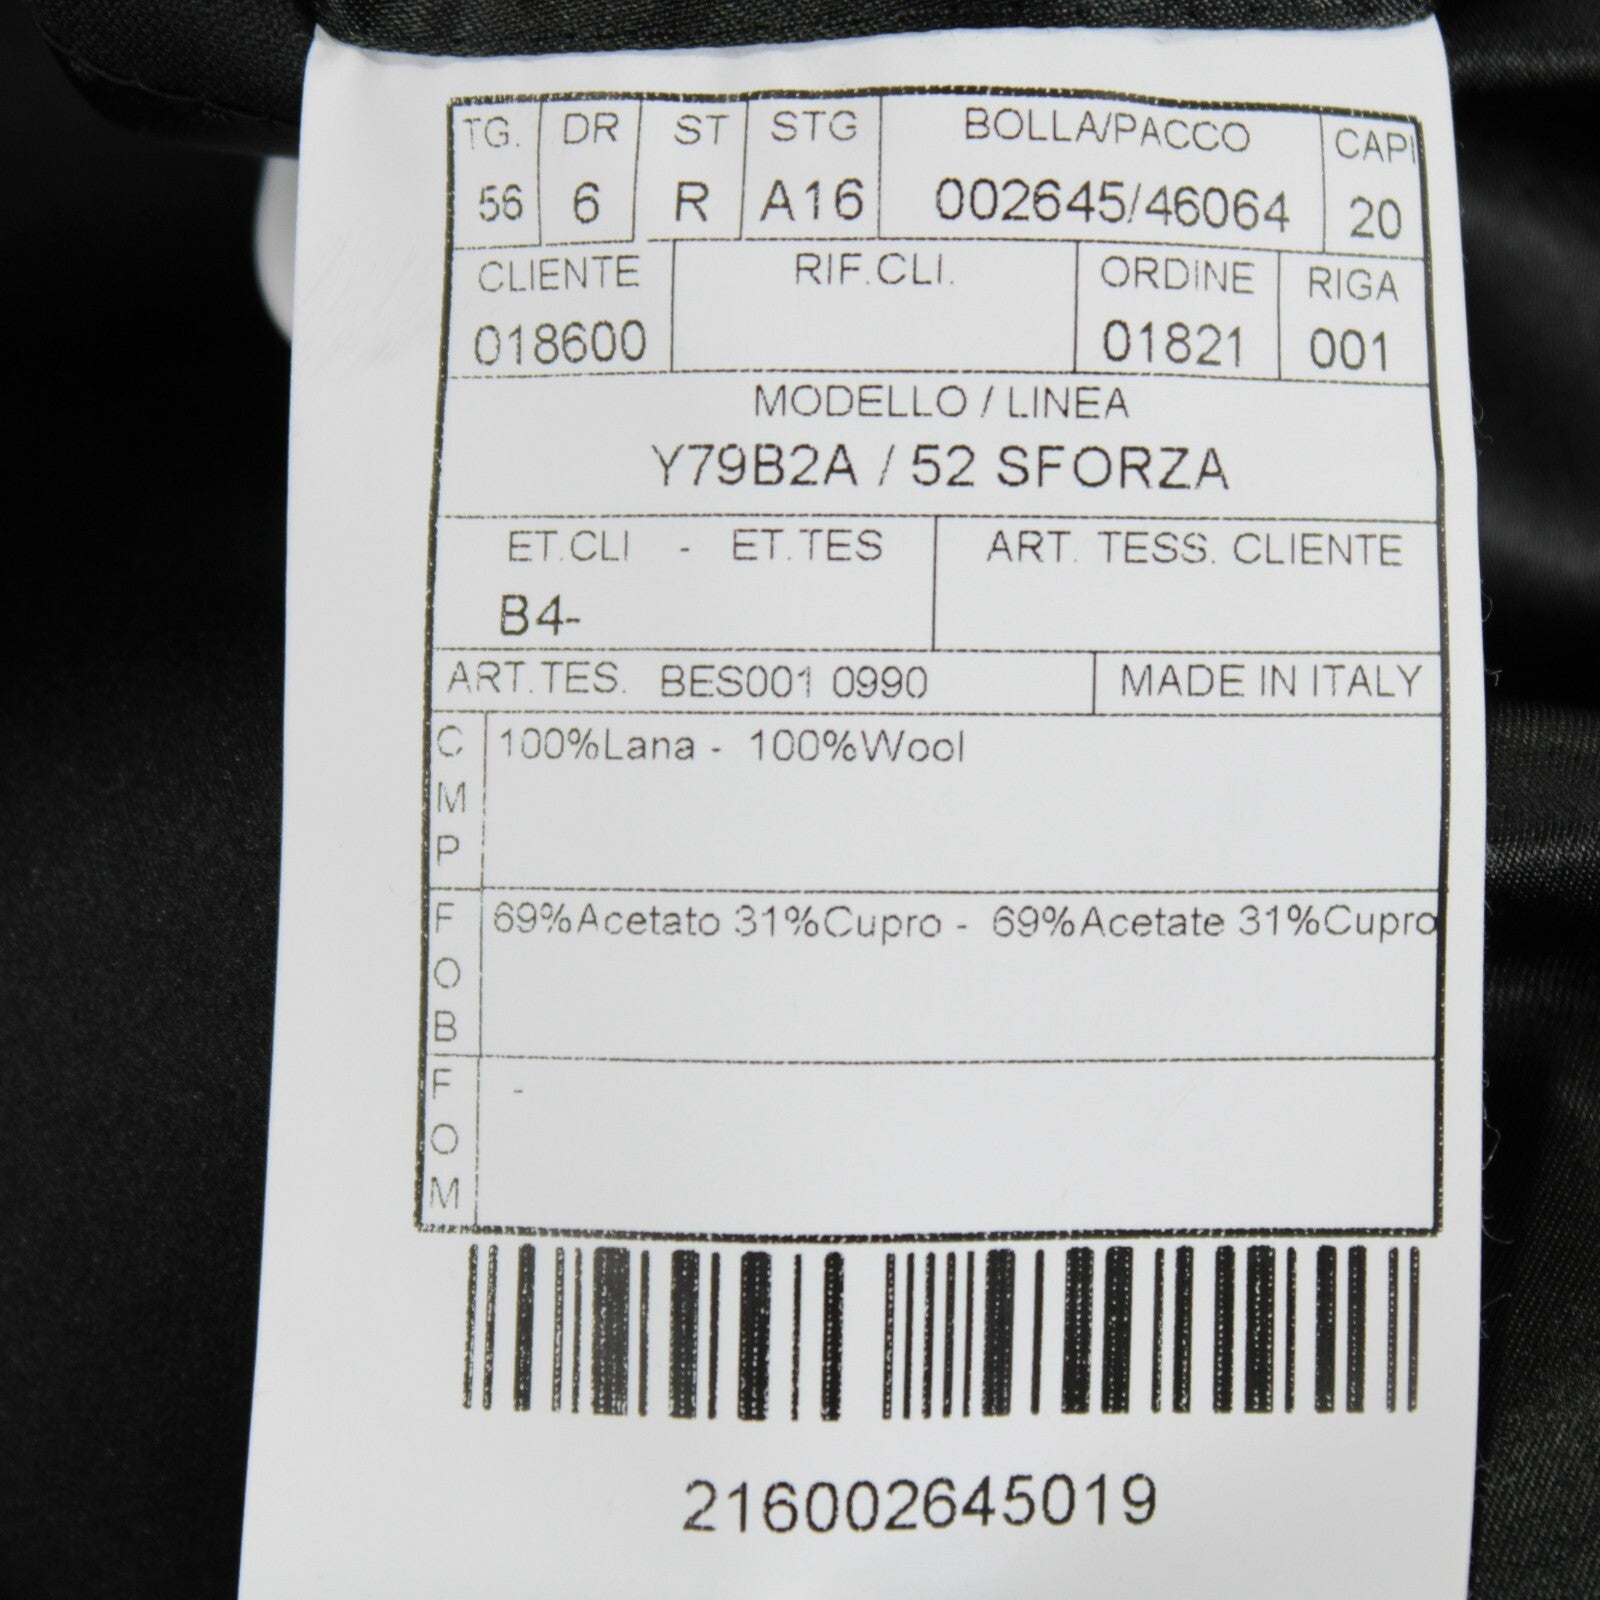 TG. DR ST STG BOLLA/PACCO CAPI
56 6 R A16 002645/46064 20
CLIENTE RIF.CLI. ORDINE RIGA
018600 01821 001
MODELLO / LINEA
Y79B2A / 52 SFORZA
ET.CLI - ET.TES ART. TESS. CLIENTE
B4-
ART.TES. BES001 0990 MADE IN ITALY
CMP 100%Lana - 100%Wool
FOB 69%Acetato 31%Cupro - 69%Acetate 31%Cupro
FOM -
216002645019